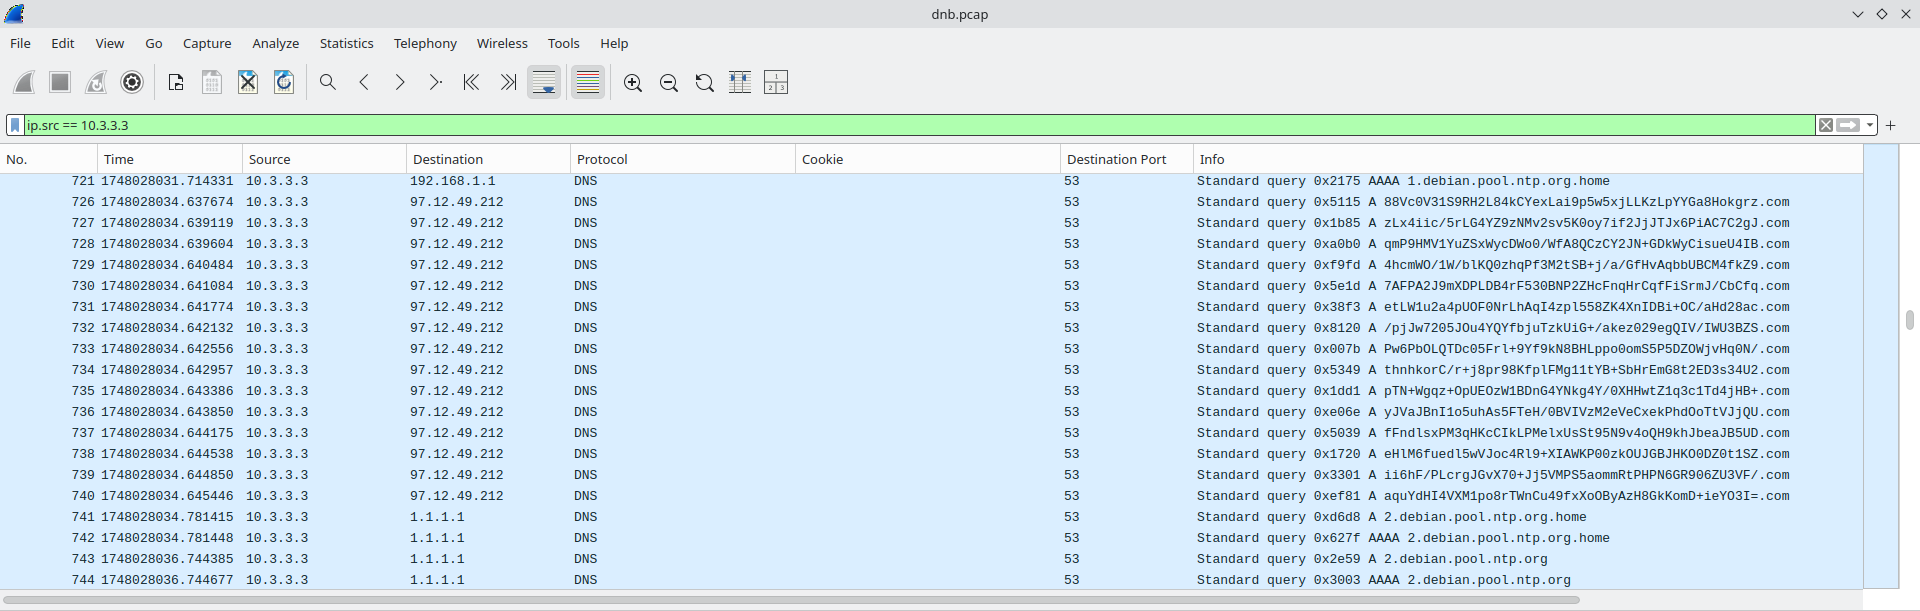 dnb.pcap
File Edit View Go Capture Analyze Statistics Telephony Wireless Tools Help
ip.src == 10.3.3.3
No. Time Source Destination Protocol Cookie Destination Port Info
721 1748028031.714331 10.3.3.3 192.168.1.1 DNS 53 Standard query 0x2175 AAAA 1.debian.pool.ntp.org.home
726 1748028034.637674 10.3.3.3 97.12.49.212 DNS 53 Standard query 0x5115 A 88Vc0V31S9RH2L84kCYexLai9p5w5xjLLKzLpYYGa8Hokgrz.com
727 1748028034.639119 10.3.3.3 97.12.49.212 DNS 53 Standard query 0x1b85 A zLx4iic/5rLG4YZ9zNMv2sv5K0oy7if2JjJTJx6PiAC7C2gJ.com
728 1748028034.639604 10.3.3.3 97.12.49.212 DNS 53 Standard query 0xa0b0 A qmP9HMV1YuZSxWycDWo0/WfA8QCzCY2JN+GDkWyCisueU4IB.com
729 1748028034.640484 10.3.3.3 97.12.49.212 DNS 53 Standard query 0xf9fd A 4hcmWO/1W/blKQ0zhqPf3M2tSB+j/a/GfHvAqbbUBCM4fkZ9.com
730 1748028034.641084 10.3.3.3 97.12.49.212 DNS 53 Standard query 0x5e1d A 7AFPA2J9mXDPLDB4rF530BNP2ZHcFnqHrCqfFiSrmJ/CbCfq.com
731 1748028034.641774 10.3.3.3 97.12.49.212 DNS 53 Standard query 0x38f3 A etLW1u2a4pUOF0NrLhAqI4zpl558ZK4XnIDBi+OC/aHd28ac.com
732 1748028034.642132 10.3.3.3 97.12.49.212 DNS 53 Standard query 0x8120 A /pjJw7205JOu4YQYfbjuTzkUiG+/akez029egQIV/IWU3BZS.com
733 1748028034.642556 10.3.3.3 97.12.49.212 DNS 53 Standard query 0x007b A Pw6PbOLQTDc05Frl+9Yf9kN8BHLppo0omS5P5DZOWjvHq0N/.com
734 1748028034.642957 10.3.3.3 97.12.49.212 DNS 53 Standard query 0x5349 A thnhkorC/r+j8pr98KfplFMg11tYB+SbHrEmG8t2ED3s34U2.com
735 1748028034.643386 10.3.3.3 97.12.49.212 DNS 53 Standard query 0x1dd1 A pTN+Wgqz+OpUEOzW1BDnG4YNkg4Y/0XHHwtZ1q3c1Td4jHB+.com
736 1748028034.643850 10.3.3.3 97.12.49.212 DNS 53 Standard query 0xe06e A yJVaJBnI1o5uhAs5FTeH/0BVIVzM2eVeCxekPhdOoTtVJjQU.com
737 1748028034.644175 10.3.3.3 97.12.49.212 DNS 53 Standard query 0x5039 A fFndlsxPM3qHKcCIkLPMelxUsSt95N9v4oQH9khJbeaJB5UD.com
738 1748028034.644538 10.3.3.3 97.12.49.212 DNS 53 Standard query 0x1720 A eHlM6fuedl5wVJoc4Rl9+XIAWKP00zkOUJGBJHKO0DZ0t1SZ.com
739 1748028034.644850 10.3.3.3 97.12.49.212 DNS 53 Standard query 0x3301 A ii6hF/PLcrgJGvX70+Jj5VMPS5aommRtPHPN6GR906ZU3VF/.com
740 1748028034.645446 10.3.3.3 97.12.49.212 DNS 53 Standard query 0xef81 A aquYdHI4VXM1po8rTWnCu49fxXoOByAzH8GkKomD+ieYO3I=.com
741 1748028034.781415 10.3.3.3 1.1.1.1 DNS 53 Standard query 0xd6d8 A 2.debian.pool.ntp.org.home
742 1748028034.781448 10.3.3.3 1.1.1.1 DNS 53 Standard query 0x627f AAAA 2.debian.pool.ntp.org.home
743 1748028036.744385 10.3.3.3 1.1.1.1 DNS 53 Standard query 0x2e59 A 2.debian.pool.ntp.org
744 1748028036.744677 10.3.3.3 1.1.1.1 DNS 53 Standard query 0x3003 AAAA 2.debian.pool.ntp.org